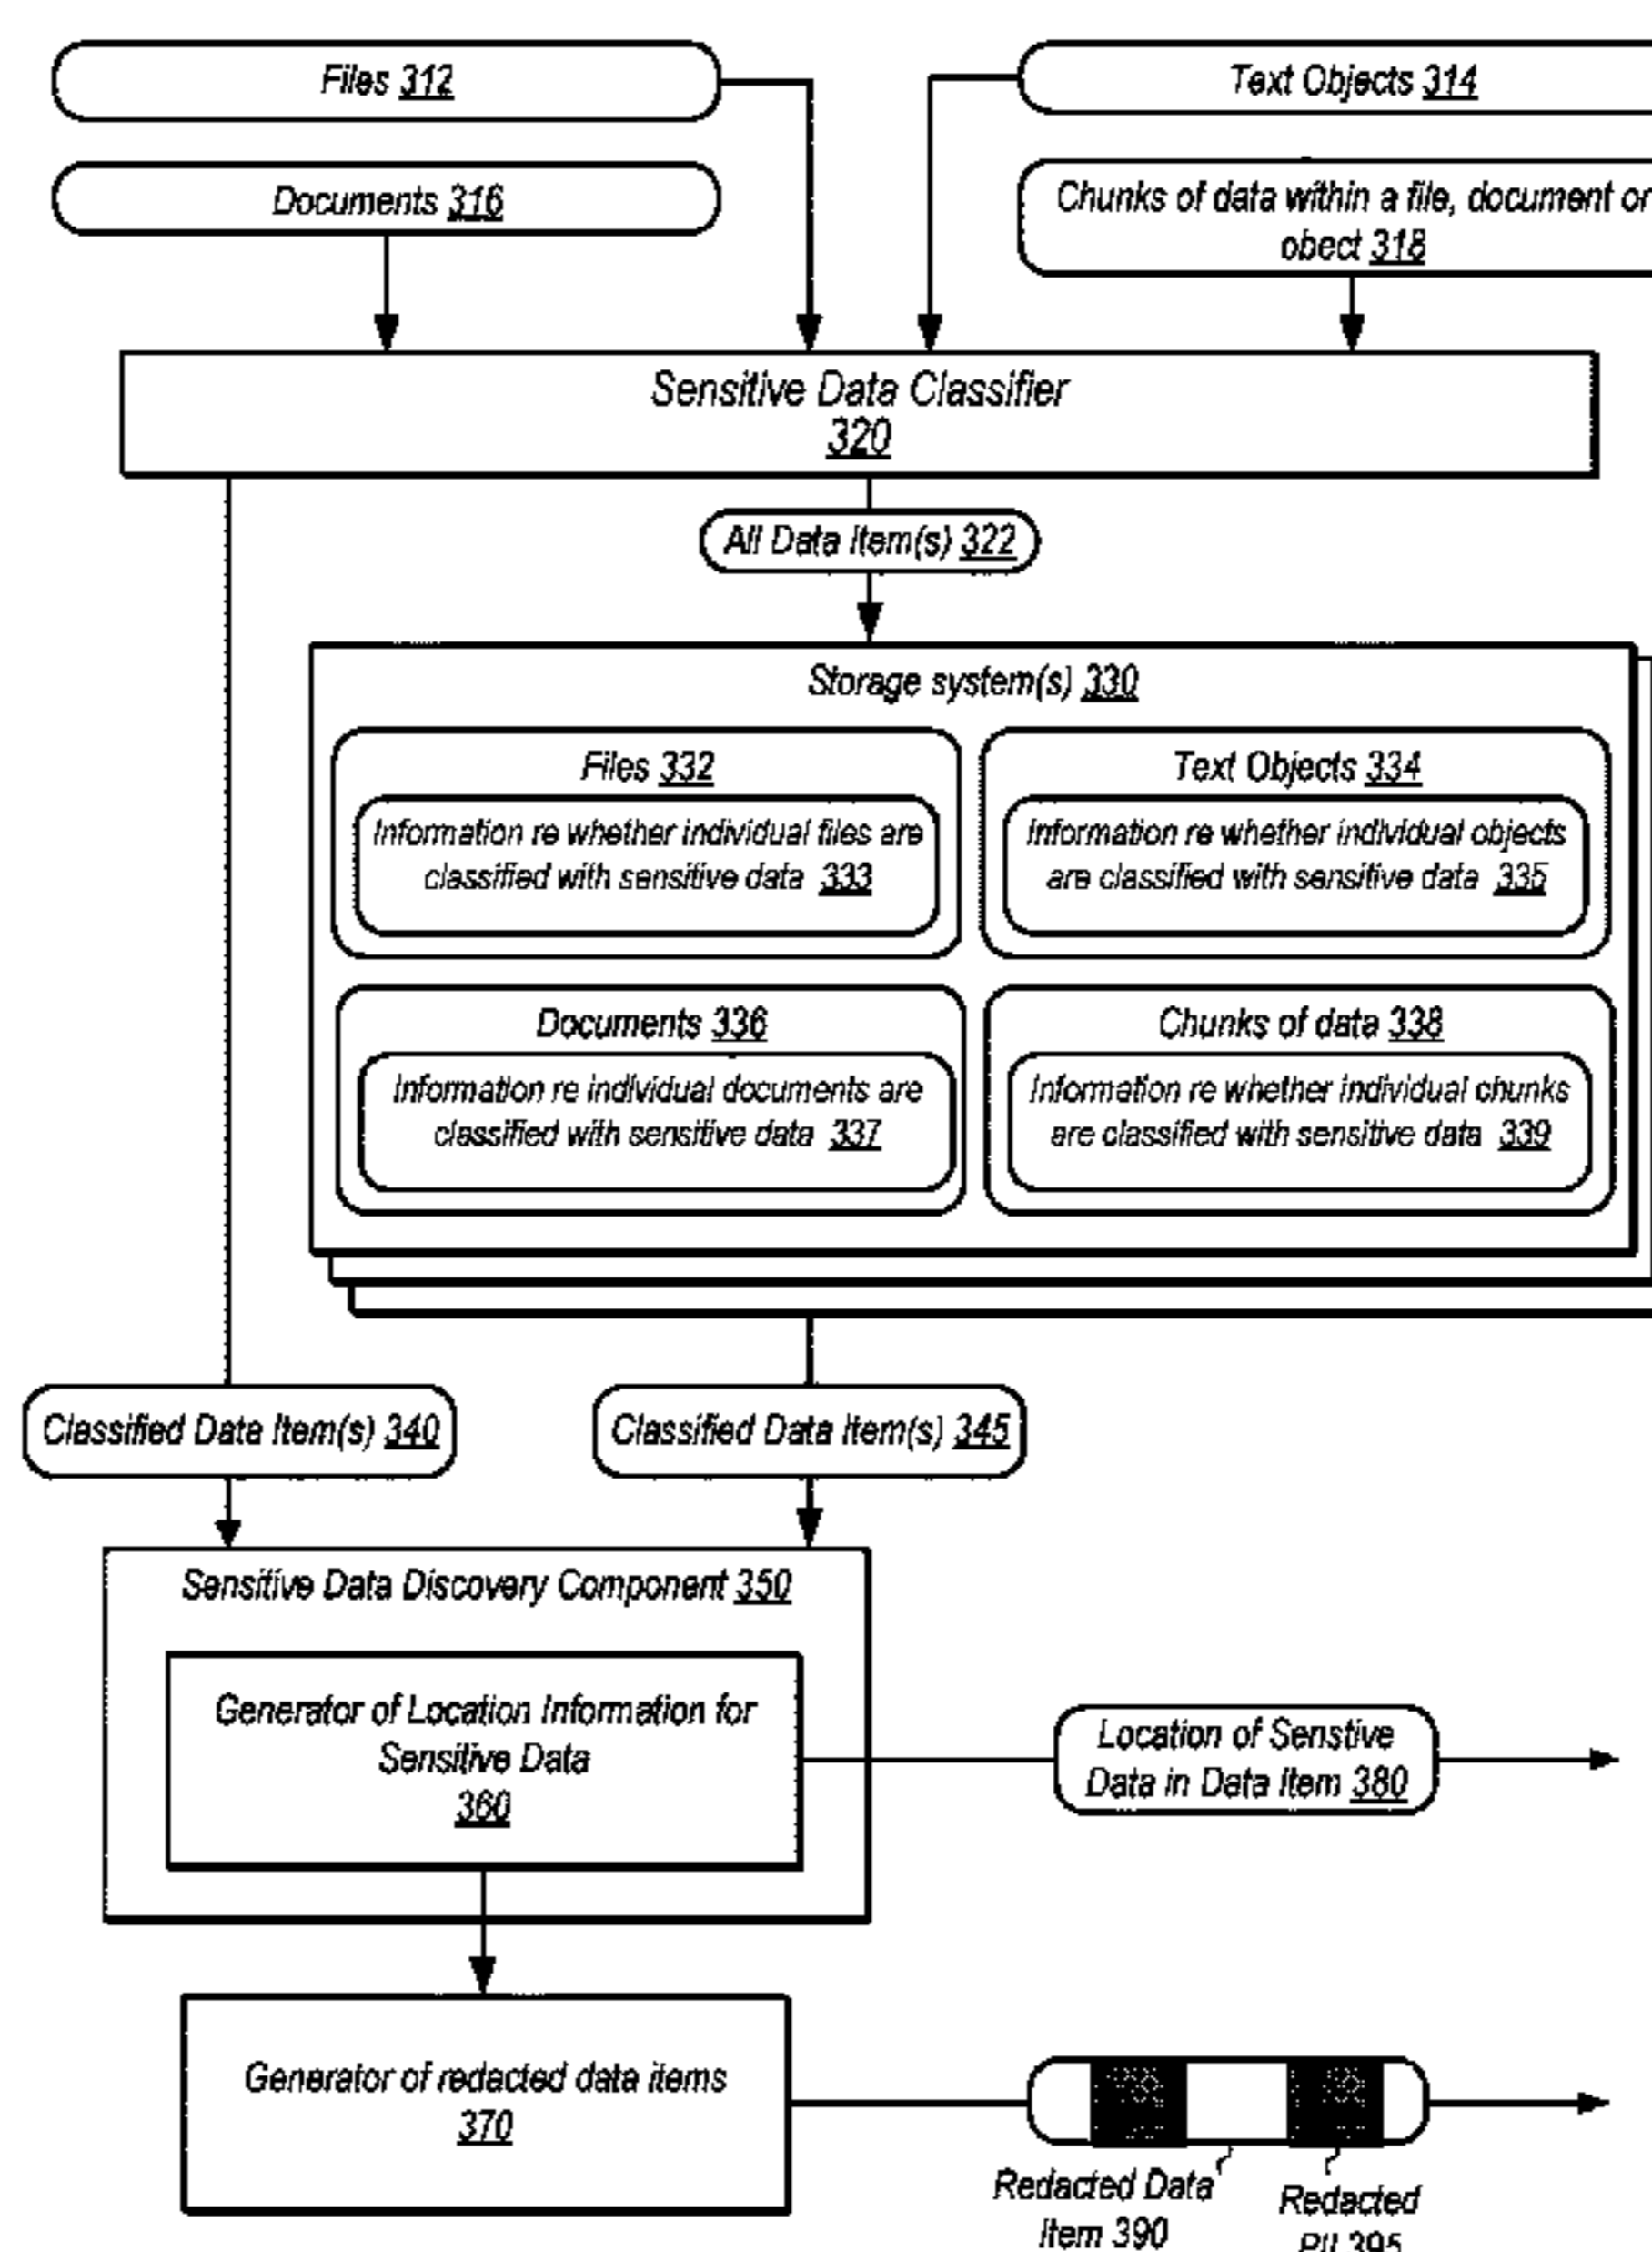 Files 312
Text Objects 314
Documents 316
Chunks of data within a file, document or
obect 318
Sensitive Data Classifier
320
All Data Item(s) 322
Storage system(s) 330
Files 332
Information re whether individual files are
classified with sensitive data 333
Text Objects 334
Information re whether individual objects
are classified with sensitive data 335
Documents 336
Information re individual documents are
classified with sensitive data 337
Chunks of data 338
Information re whether individual chunks
are classified with sensitive data 339
Classified Data Item(s) 340
Classified Data Item(s) 345
Sensitive Data Discovery Component 350
Generator of Location Information for
Sensitive Data
360
Location of Senstive
Data in Data Item 380
Generator of redacted data items
370
Redacted Data
Item 390
Redacted
PII 395